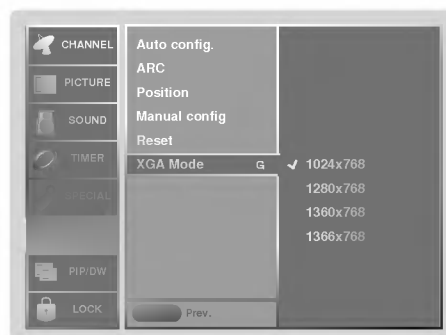 CHANNEL
PICTURE
SOUND
TIMER
SPECIAL
PIP/DW
LOCK
Auto config.
ARC
Position
Manual config
Reset
XGA Mode G
Prev.
✔ 1024x768
1280x768
1360x768
1366x768